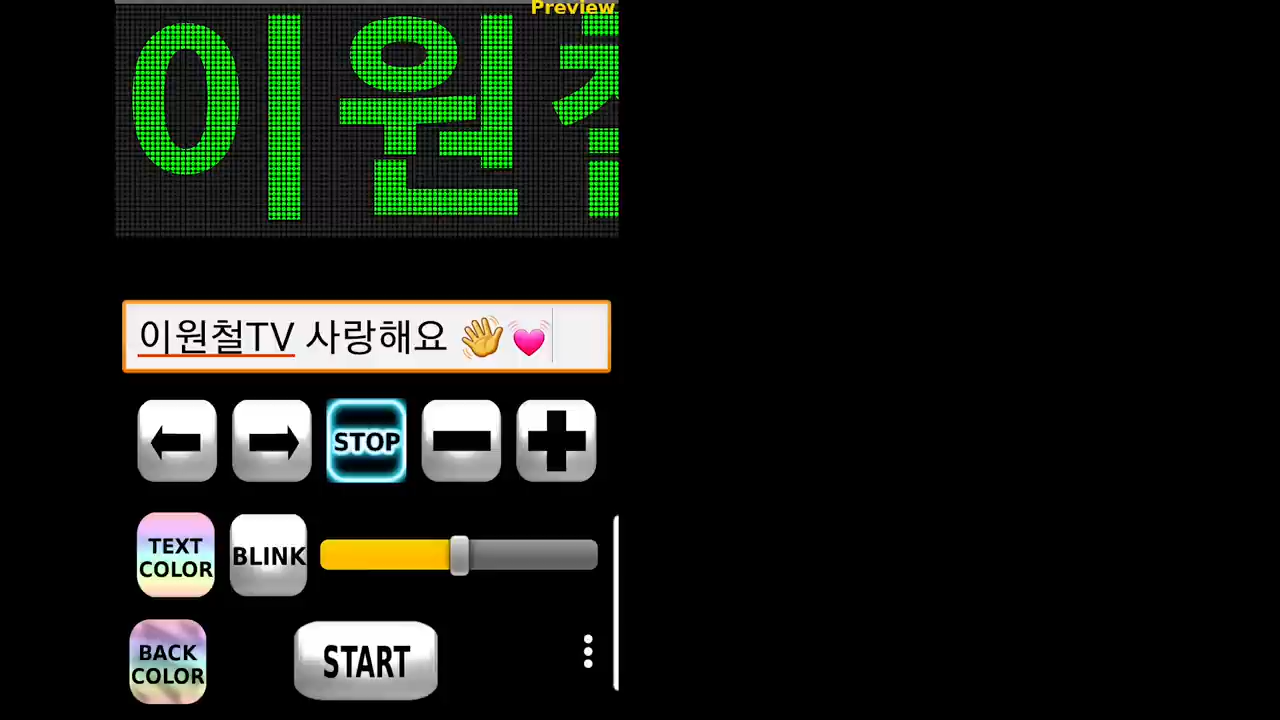 Preview
이원철
이원철TV 사랑해요 👋💓
STOP
TEXT
COLOR
BLINK
BACK
COLOR
START